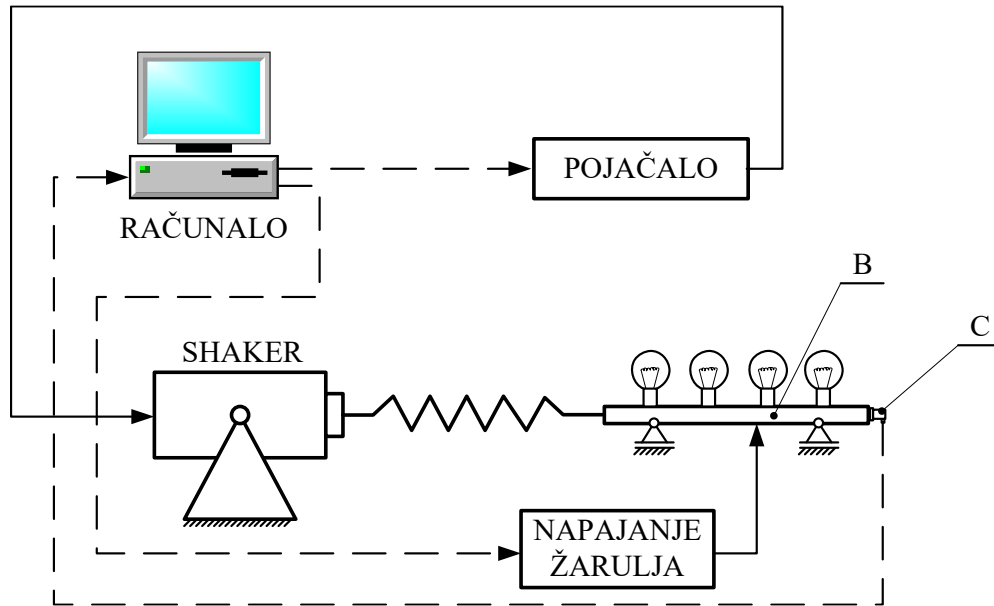 POJAČALO
RAČUNALO
B
C
SHAKER
NAPAJANJE
ŽARULJA